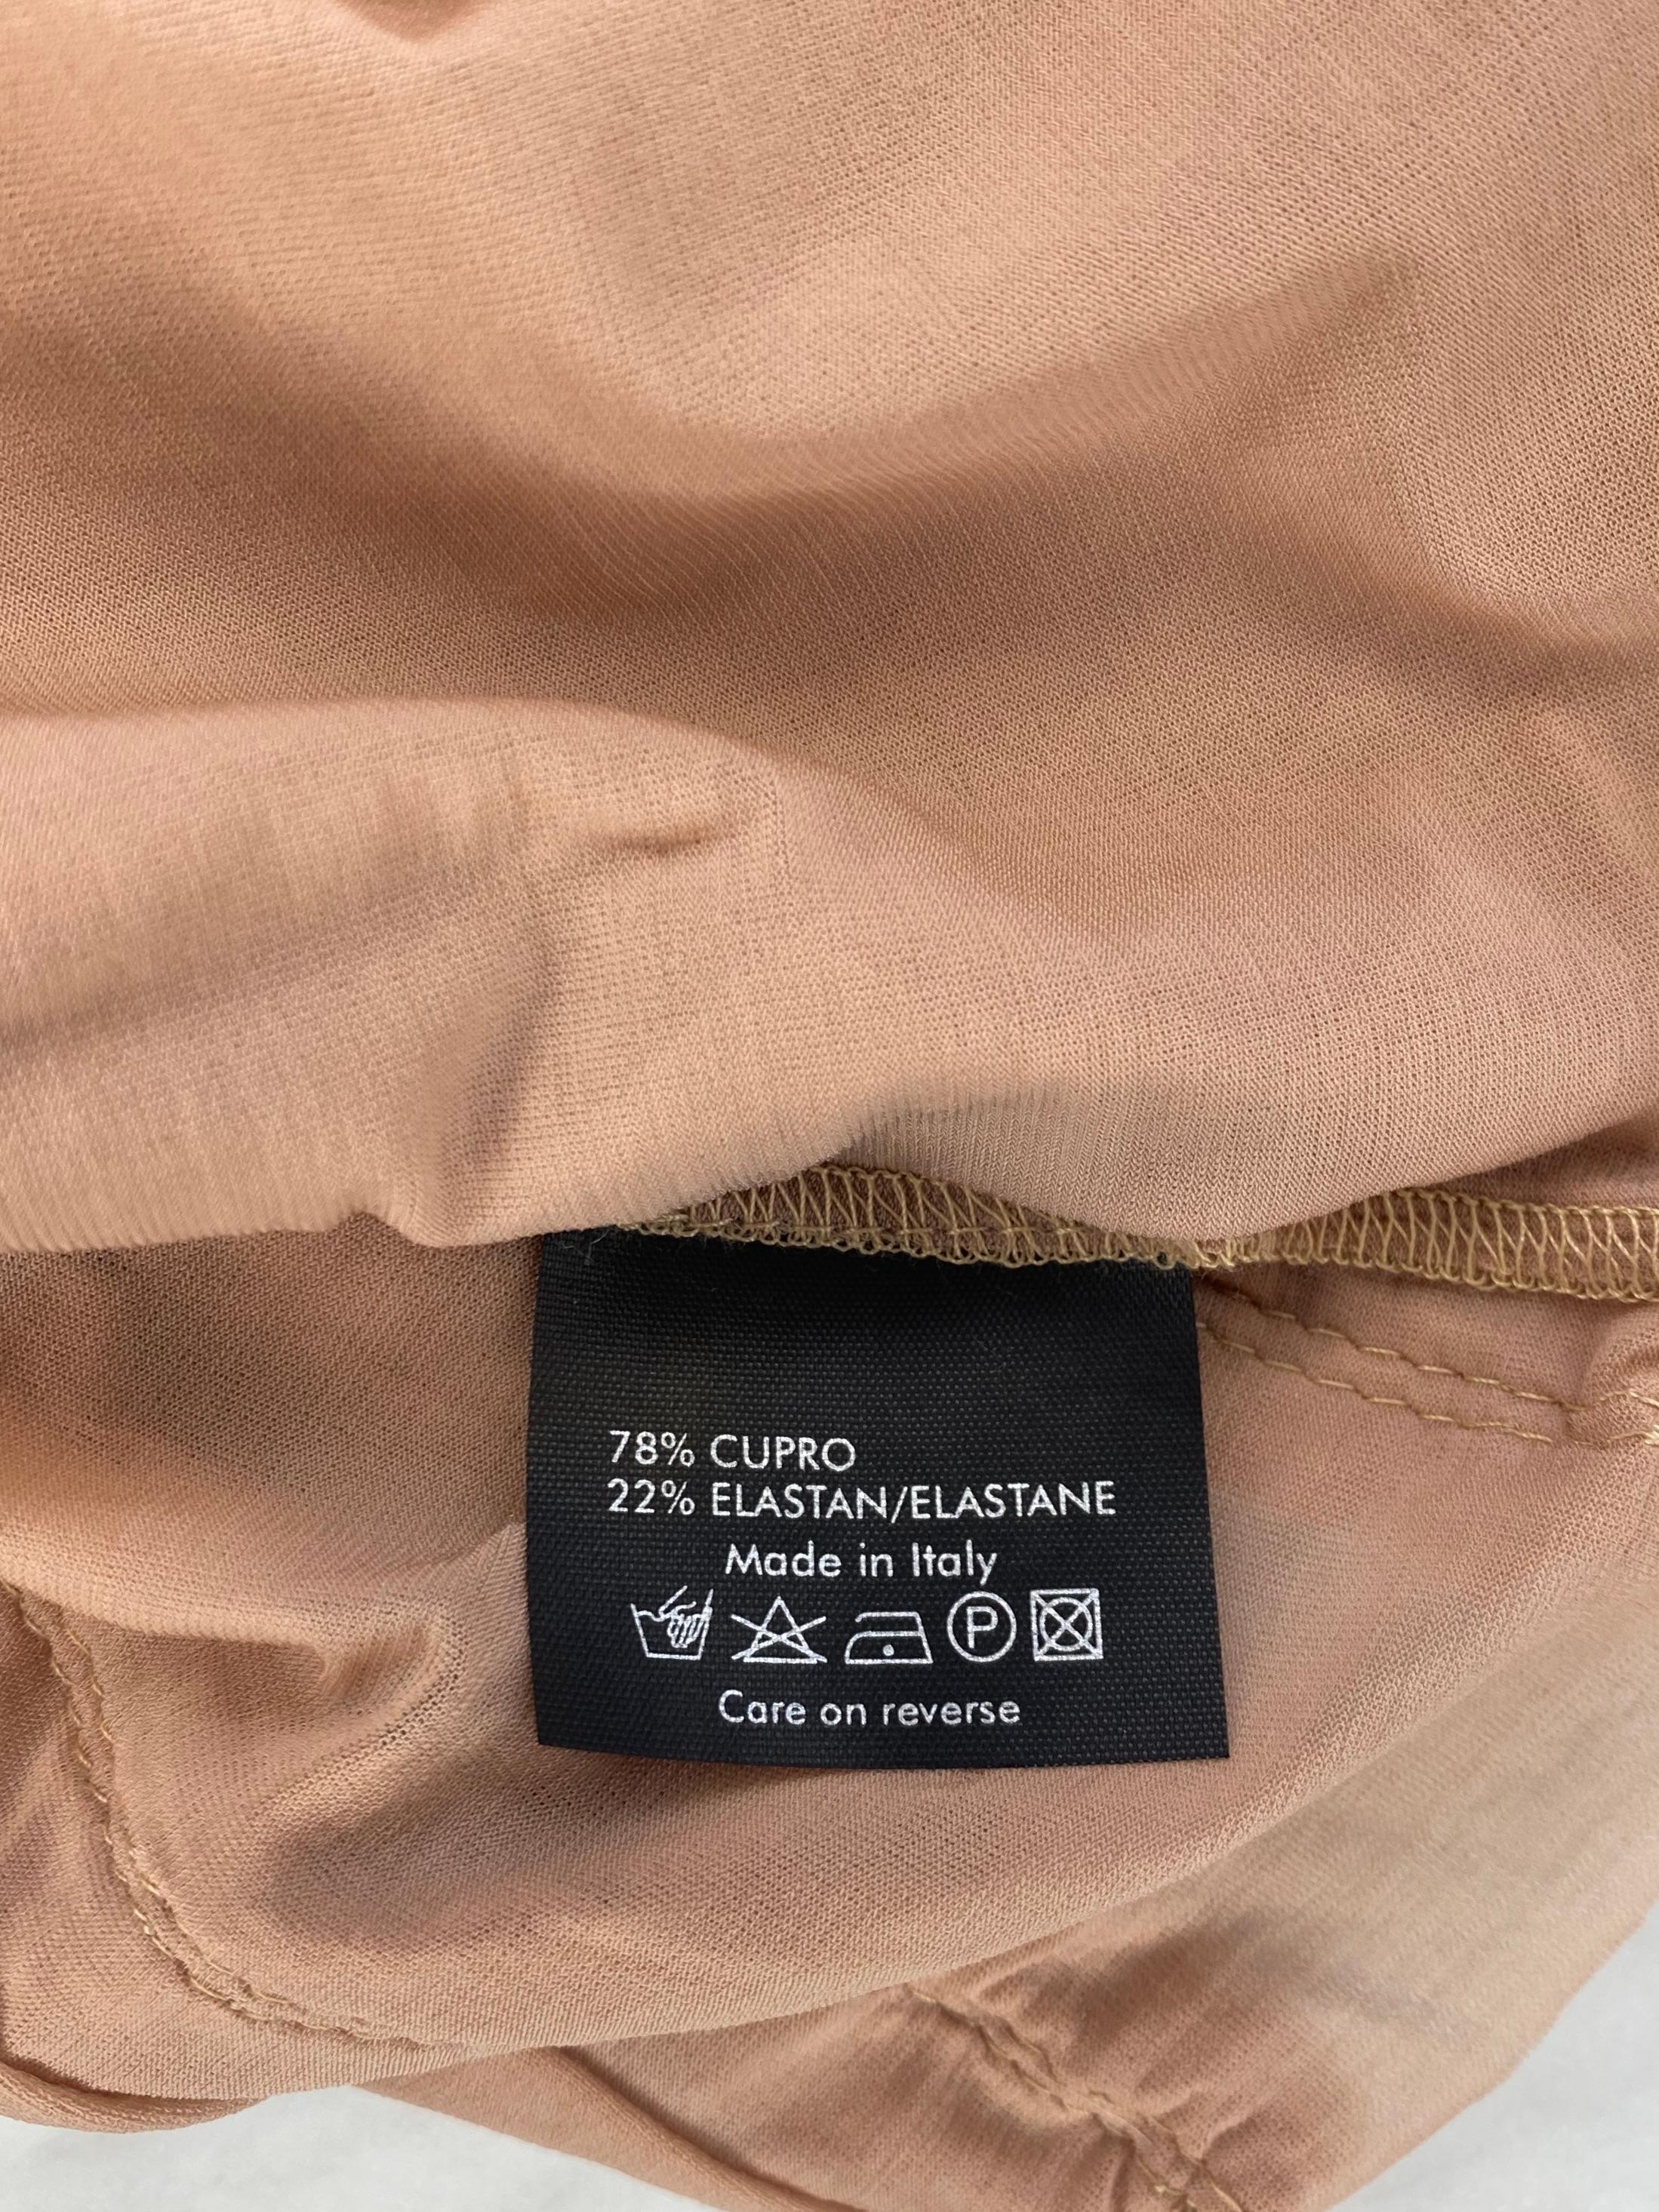 78% CUPRO
22% ELASTAN/ELASTANE
Made in Italy
P
Care on reverse